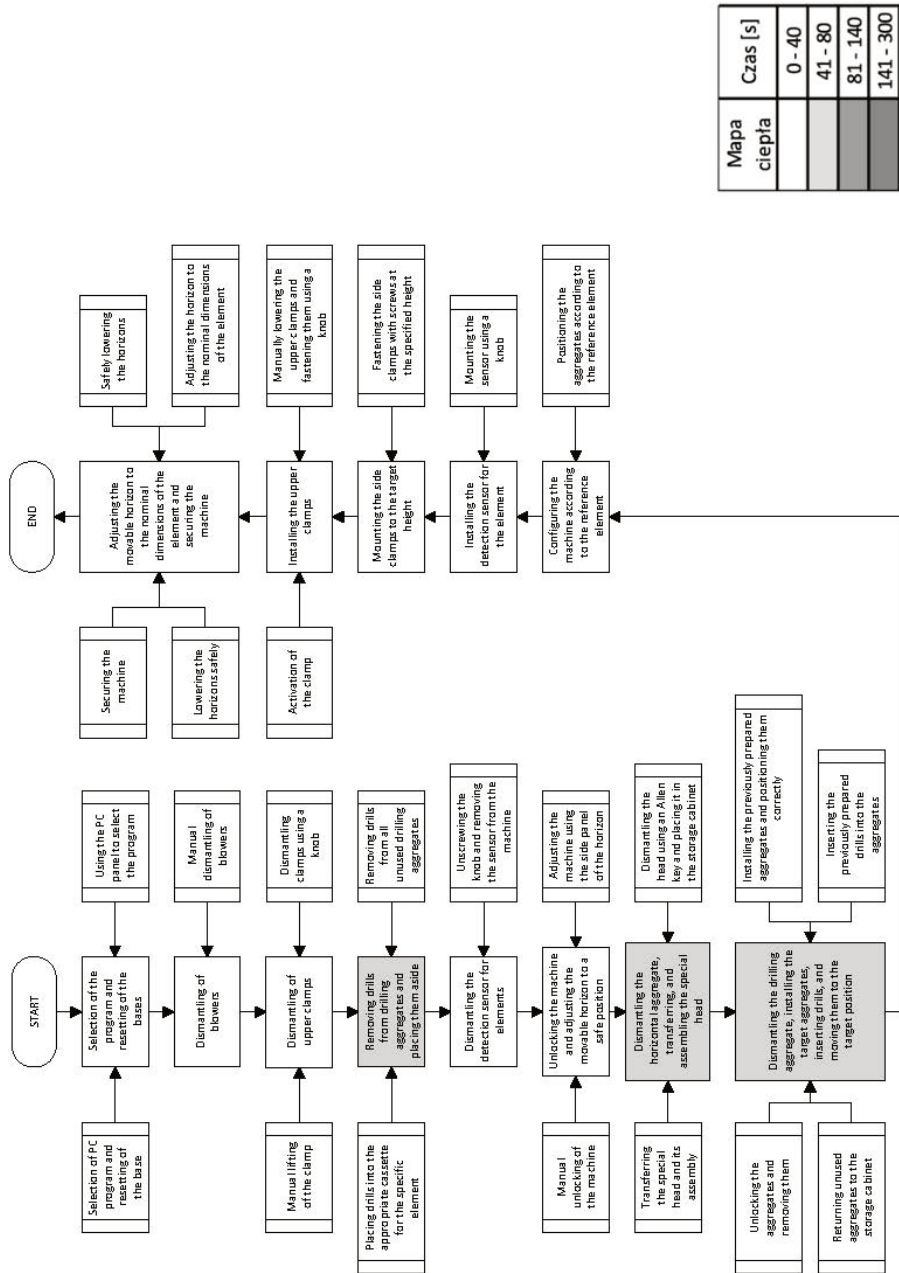 START
Selection of PC
program and
resetting of
the base
Selection of the
program and
resetting of the
bases
Using the PC
panel to select
the program
Dismantling of
blowers
Manual
dismantling of
blowers
Manual lifting
of the clamp
Dismantling of
upper clamps
Dismantling
clamps using a
knob
Placing drills into the
appropriate cassette
for the specific
element
Removing drills
from drilling
aggregates and
placing them aside
Removing drills
from all
unused drilling
aggregates
Dismantling the
detection sensor for
elements
Unscrewing the
knob and removing
the sensor from the
machine
Manual
unlocking of
the machine
Unlocking the machine
and adjusting the
movable horizon to a
safe position
Adjusting the
machine using
the side panel
of the horizon
Transferring
the special
head and its
assembly
Dismantling the
horizontal aggregate,
transferring, and
assembling the special
head
Dismantling the
head using an Allen
key and placing it in
the storage cabinet
Unlocking the
aggregates and
removing them
Returning unused
aggregates to the
storage cabinet
Dismantling the drilling
aggregate, installing the
target aggregates,
inserting drills, and
moving them to the
target position
Installing the previously prepared
aggregates and positioning them
correctly
Inserting the
previously prepared
drills into the
aggregates
END
Securing the
machine
Lowering the
horizons safely
Adjusting the
movable horizon to
the nominal
dimensions of the
element and
securing the
machine
Safely lowering
the horizons
Adjusting the horizon to
the nominal dimensions
of the element
Activation of
the clamp
Installing the upper
clamps
Manually lowering the
upper clamps and
fastening them using a
knob
Mounting the side
clamps to the target
height
Fastening the side
clamps with screws at
the specified height
Installing the
detection sensor for
the element
Mounting the
sensor using a
knob
Configuring the
machine according
to the reference
element
Positioning the
aggregates according to
the reference element
Mapa
ciepła
Czas [s]
0 - 40
41 - 80
81 - 140
141 - 300